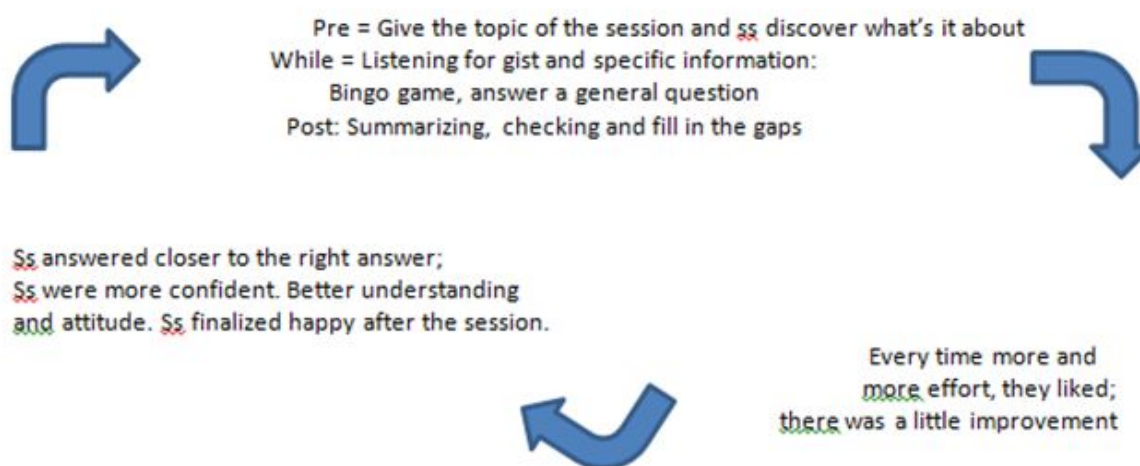 Pre = Give the topic of the session and ss discover what's it about
While = Listening for gist and specific information:
Bingo game, answer a general question
Post: Summarizing, checking and fill in the gaps
Ss answered closer to the right answer;
Ss were more confident. Better understanding
and attitude. Ss finalized happy after the session.
Every time more and
more effort, they liked;
there was a little improvement